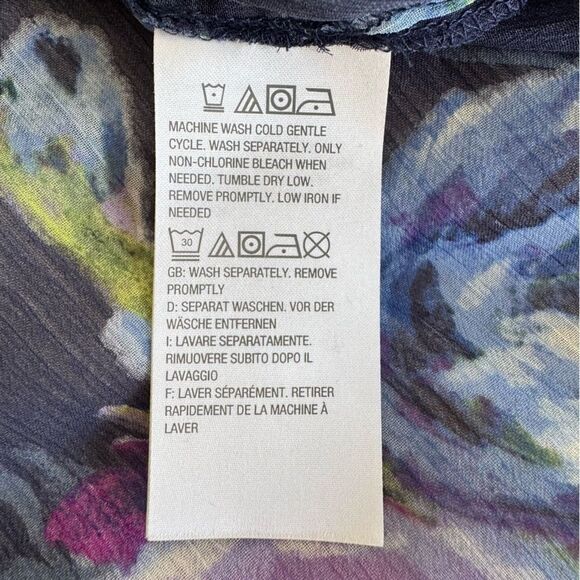 MACHINE WASH COLD GENTLE
CYCLE. WASH SEPARATELY. ONLY
NON-CHLORINE BLEACH WHEN
NEEDED. TUMBLE DRY LOW.
REMOVE PROMPTLY. LOW IRON IF
NEEDED
30
GB: WASH SEPARATELY. REMOVE
PROMPTLY
D: SEPARAT WASCHEN. VOR DER
WÄSCHE ENTFERNEN
I: LAVARE SEPARATAMENTE.
RIMUOVERE SUBITO DOPO IL
LAVAGGIO
F: LAVER SÉPARÉMENT. RETIRER
RAPIDEMENT DE LA MACHINE À
LAVER